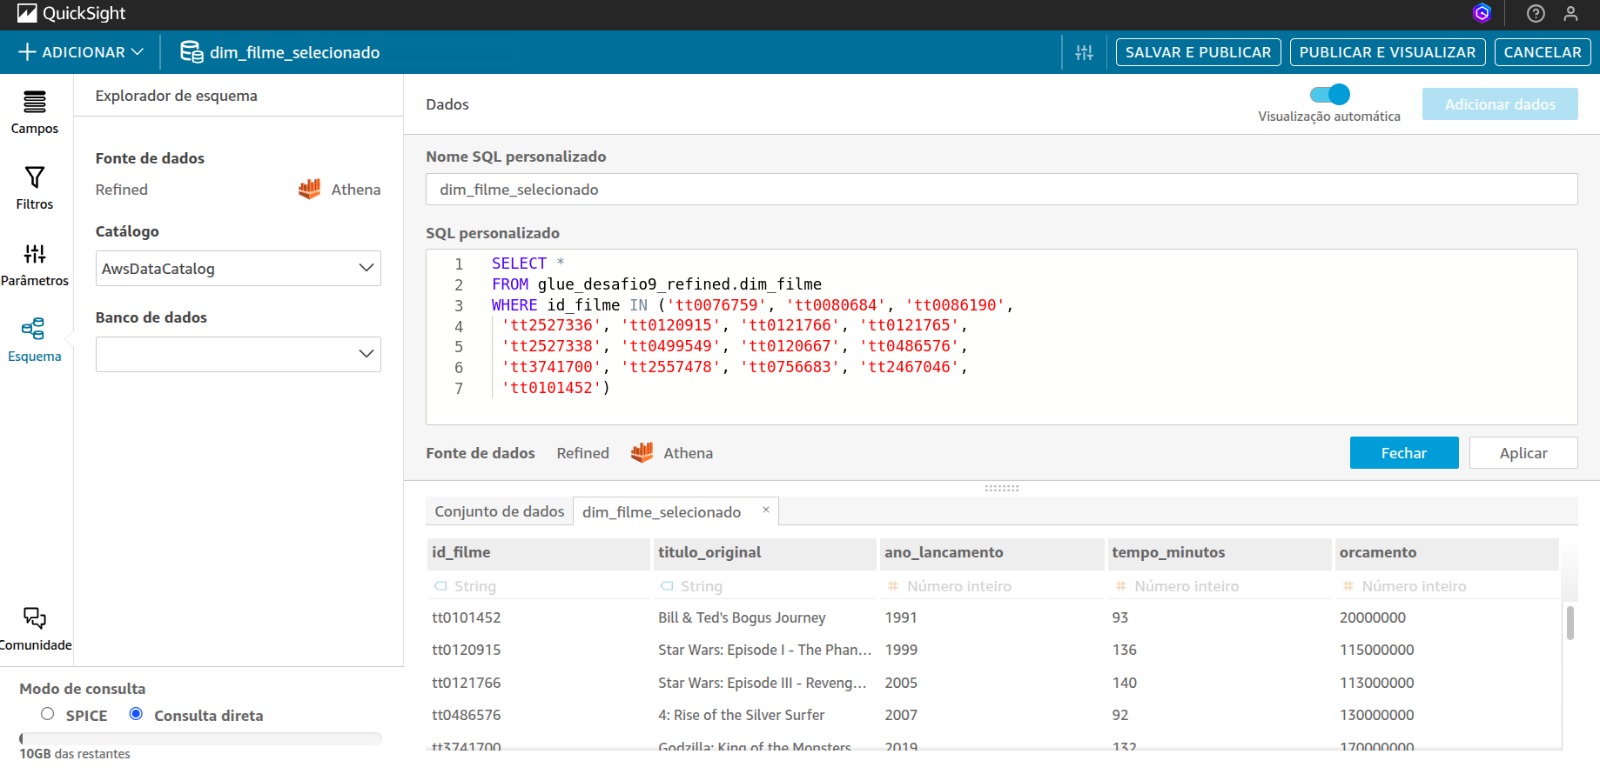 QuickSight
ADICIONAR
dim_filme_selecionado
SALVAR E PUBLICAR
PUBLICAR E VISUALIZAR
CANCELAR
Campos
Filtros
Parâmetros
Esquema
Comunidade
Explorador de esquema
Fonte de dados
Refined
Athena
Catálogo
AwsDataCatalog
Banco de dados
Modo de consulta
SPICE
Consulta direta
10GB das restantes
Dados
Visualização automática
Adicionar dados
Nome SQL personalizado
dim_filme_selecionado
SQL personalizado
1 SELECT *
2 FROM glue_desafio9_refined.dim_filme
3 WHERE id_filme IN ('tt0076759', 'tt0080684', 'tt0086190',
4 'tt2527336', 'tt0120915', 'tt0121766', 'tt0121765',
5 'tt2527338', 'tt0499549', 'tt0120667', 'tt0486576',
6 'tt3741700', 'tt2557478', 'tt0756683', 'tt2467046',
7 'tt0101452')
Fonte de dados Refined Athena
Fechar
Aplicar
Conjunto de dados
dim_filme_selecionado ×
id_filme titulo_original ano_lancamento tempo_minutos orcamento
String String # Número inteiro # Número inteiro # Número inteiro
tt0101452 Bill & Ted's Bogus Journey 1991 93 20000000
tt0120915 Star Wars: Episode I - The Phan... 1999 136 115000000
tt0121766 Star Wars: Episode III - Reveng... 2005 140 113000000
tt0486576 4: Rise of the Silver Surfer 2007 92 130000000
tt3741700 Godzilla: King of the Monsters 2019 132 170000000